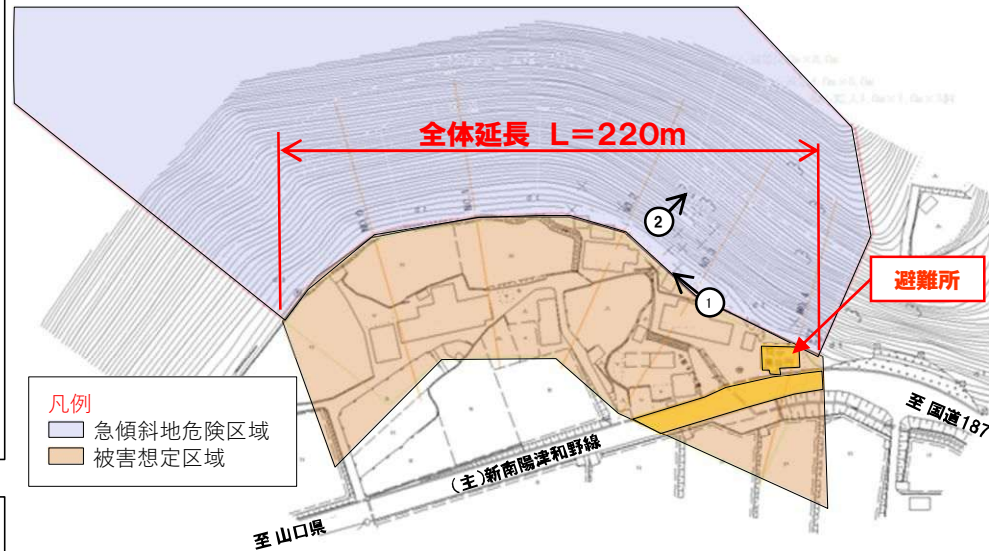 全体延長 L=220m
②
①
避難所
凡例
急傾斜地危険区域
被害想定区域
至 国道187
(主)新南陽津和野線
至 山口県